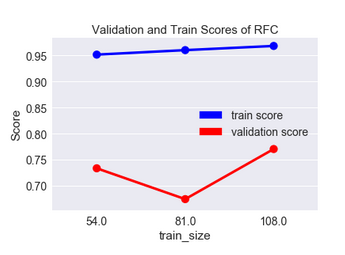 Validation and Train Scores of RFC
0.95
0.90
0.85
0.80
0.75
0.70
Score
train score
validation score
54.0 81.0 108.0
train_size